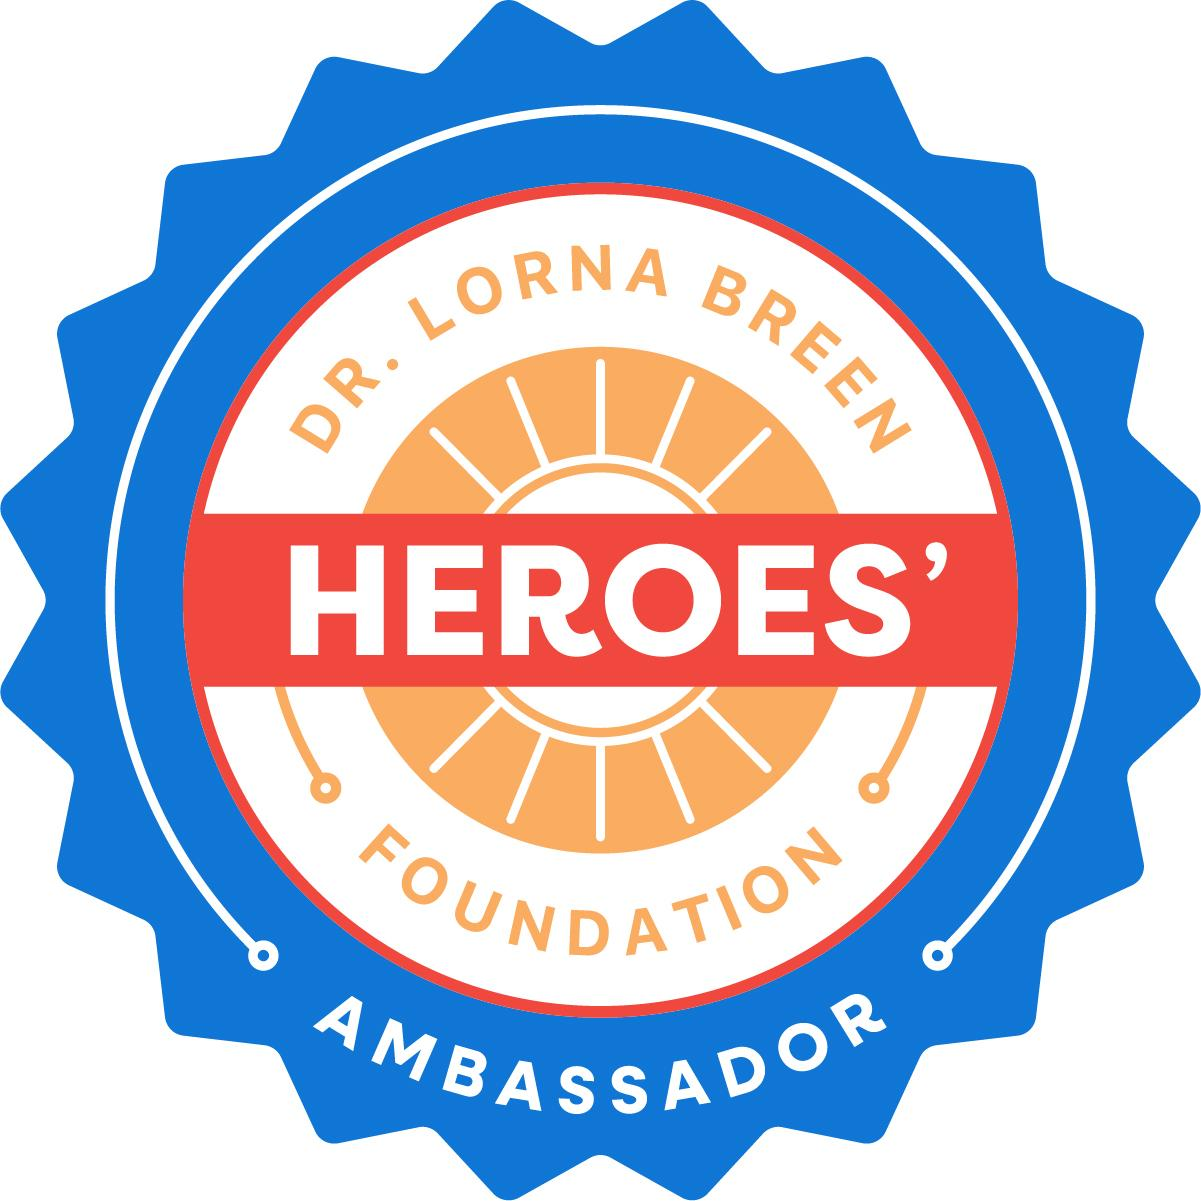 DR. LORNA BREEN
HEROES’
FOUNDATION
AMBASSADOR